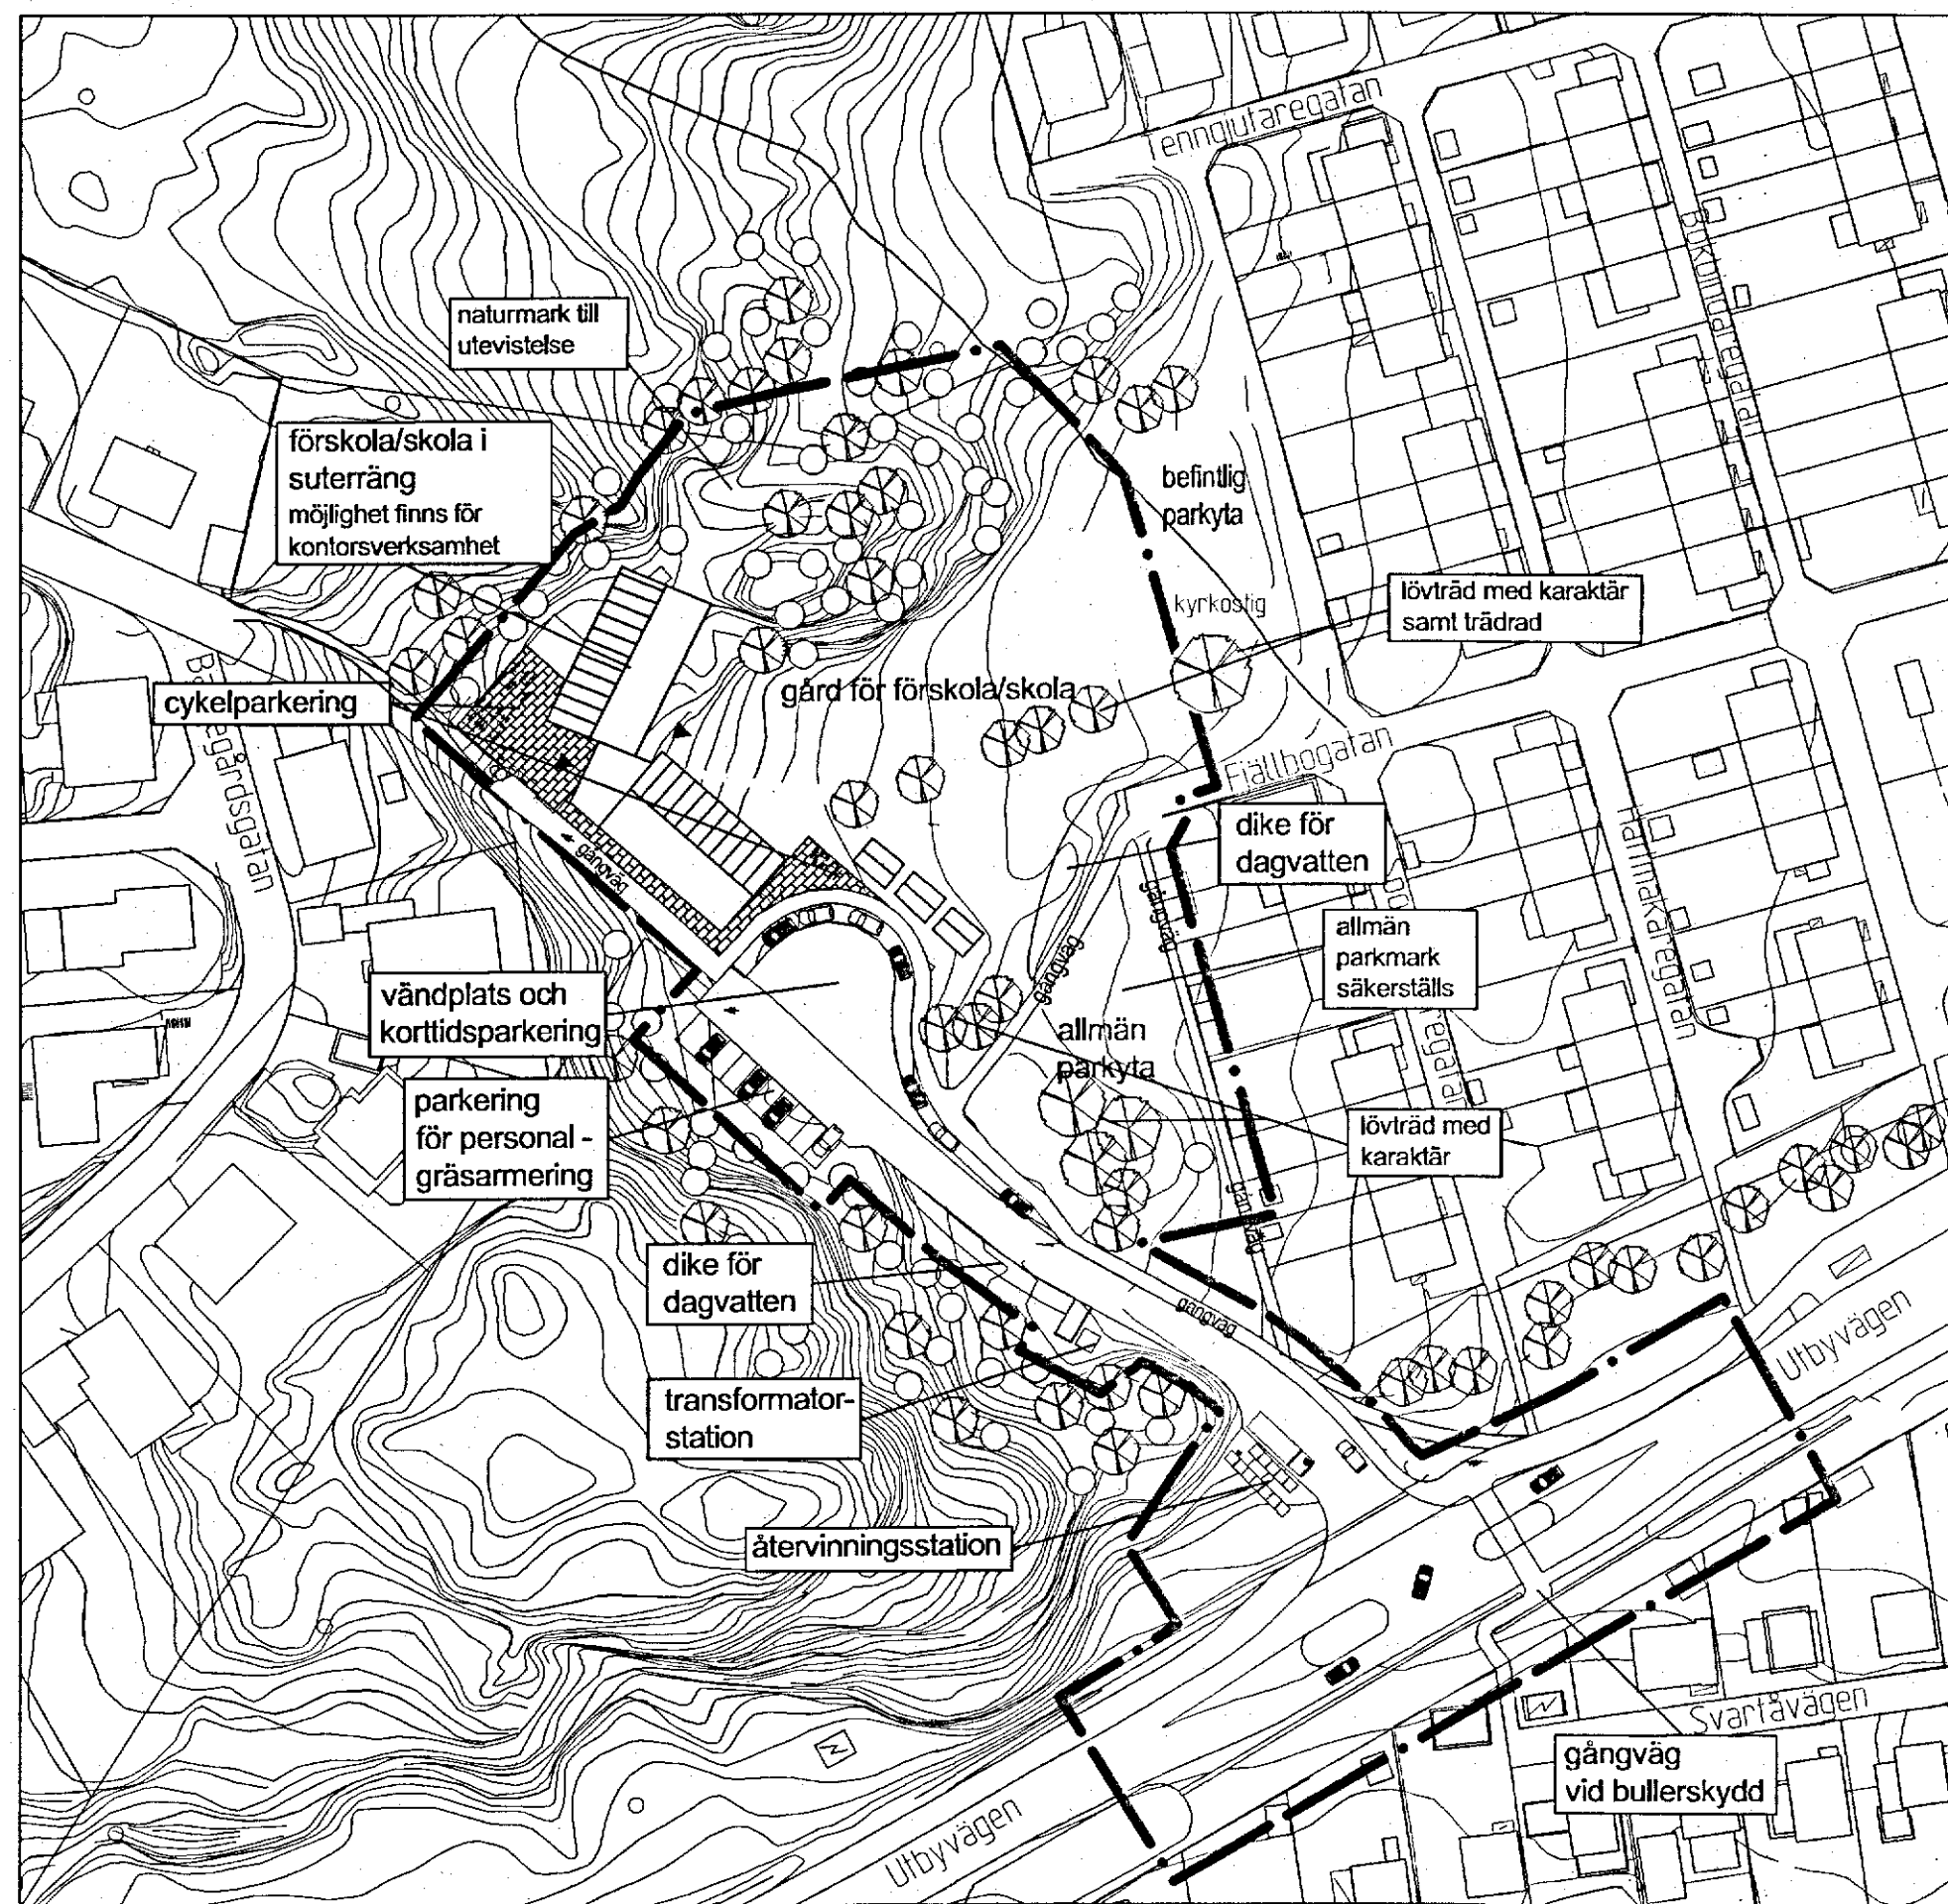 Tenngjutaregatan
naturmark till
utevistelse
förskola/skola i
suterräng
möjlighet finns för
kontorsverksamhet
befintlig
parkyta
kyrkostig
lövträd med karaktär
samt trädrad
cykelparkering
gård för förskola/skola
Fjällbogatan
dike för
dagvatten
gångväg
gångväg
gångväg
allmän
parkmark
säkerställs
vändplats och
korttidsparkering
allmän
parkyta
parkering
för personal -
gräsarmering
lövträd med
karaktär
gångväg
dike för
dagvatten
gångväg
transformator-
station
Utbyvägen
återvinningsstation
Svartåvägen
gångväg
vid bullerskydd
Utbyvägen